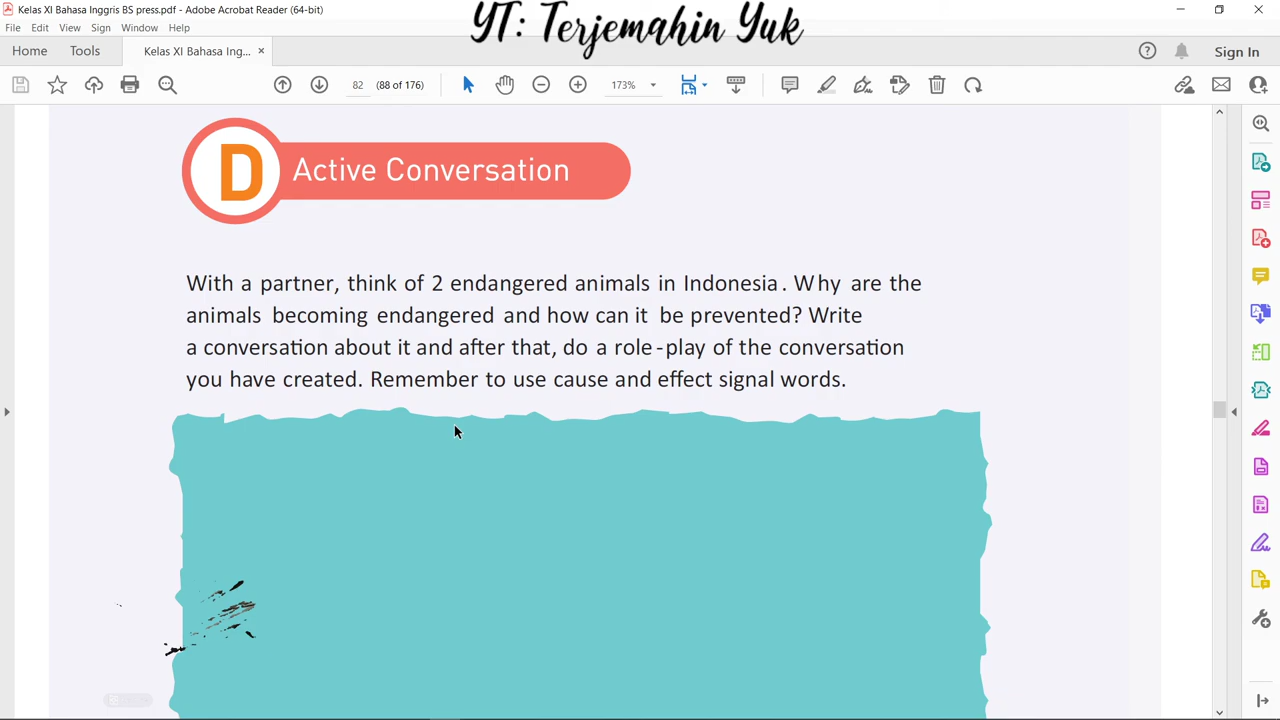 Kelas XI Bahasa Inggris BS press.pdf - Adobe Acrobat Reader (64-bit)
YT: Terjemahin Yuk
File Edit View Sign Window Help
Home Tools Kelas XI Bahasa Ing... × Sign In
82 (88 of 176) 173%
D Active Conversation
With a partner, think of 2 endangered animals in Indonesia. Why are the
animals becoming endangered and how can it be prevented? Write
a conversation about it and after that, do a role-play of the conversation
you have created. Remember to use cause and effect signal words.